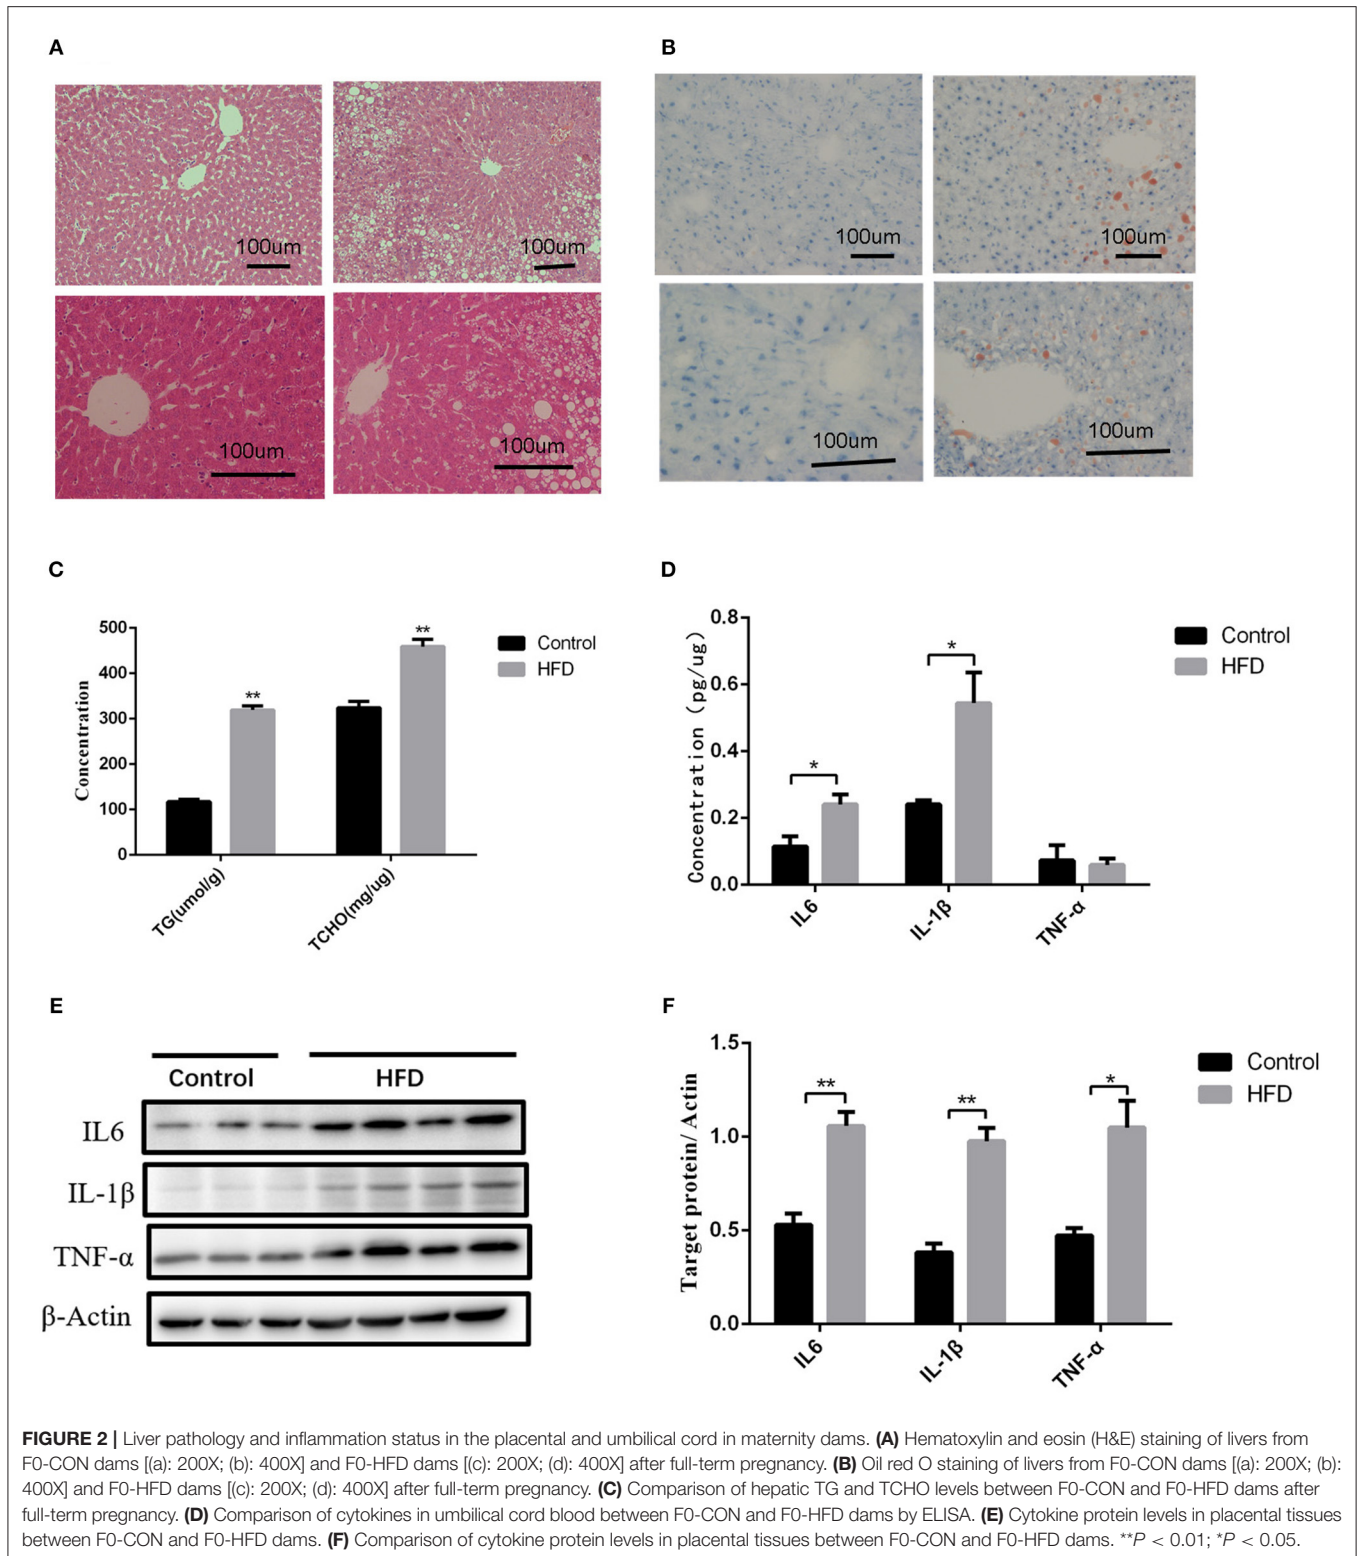 A
B
100um
100um
100um
100um
100um
100um
100um
100um
C
500
400
300
200
100
0
Concentration
**
**
TG(umol/g)
TCHO(mg/ug)
Control
HFD
D
0.8
0.6
0.4
0.2
0.0
Concentration (pg/ug)
*
*
IL6
IL-1β
TNF-α
Control
HFD
E
Control
HFD
IL6
IL-1β
TNF-α
β-Actin
F
1.5
1.0
0.5
0.0
Target protein/ Actin
**
**
*
IL6
IL-1β
TNF-α
Control
HFD
FIGURE 2 | Liver pathology and inflammation status in the placental and umbilical cord in maternity dams. (A) Hematoxylin and eosin (H&E) staining of livers from
F0-CON dams [(a): 200X; (b): 400X] and F0-HFD dams [(c): 200X; (d): 400X] after full-term pregnancy. (B) Oil red O staining of livers from F0-CON dams [(a): 200X; (b):
400X] and F0-HFD dams [(c): 200X; (d): 400X] after full-term pregnancy. (C) Comparison of hepatic TG and TCHO levels between F0-CON and F0-HFD dams after
full-term pregnancy. (D) Comparison of cytokines in umbilical cord blood between F0-CON and F0-HFD dams by ELISA. (E) Cytokine protein levels in placental tissues
between F0-CON and F0-HFD dams. (F) Comparison of cytokine protein levels in placental tissues between F0-CON and F0-HFD dams. **P < 0.01; *P < 0.05.